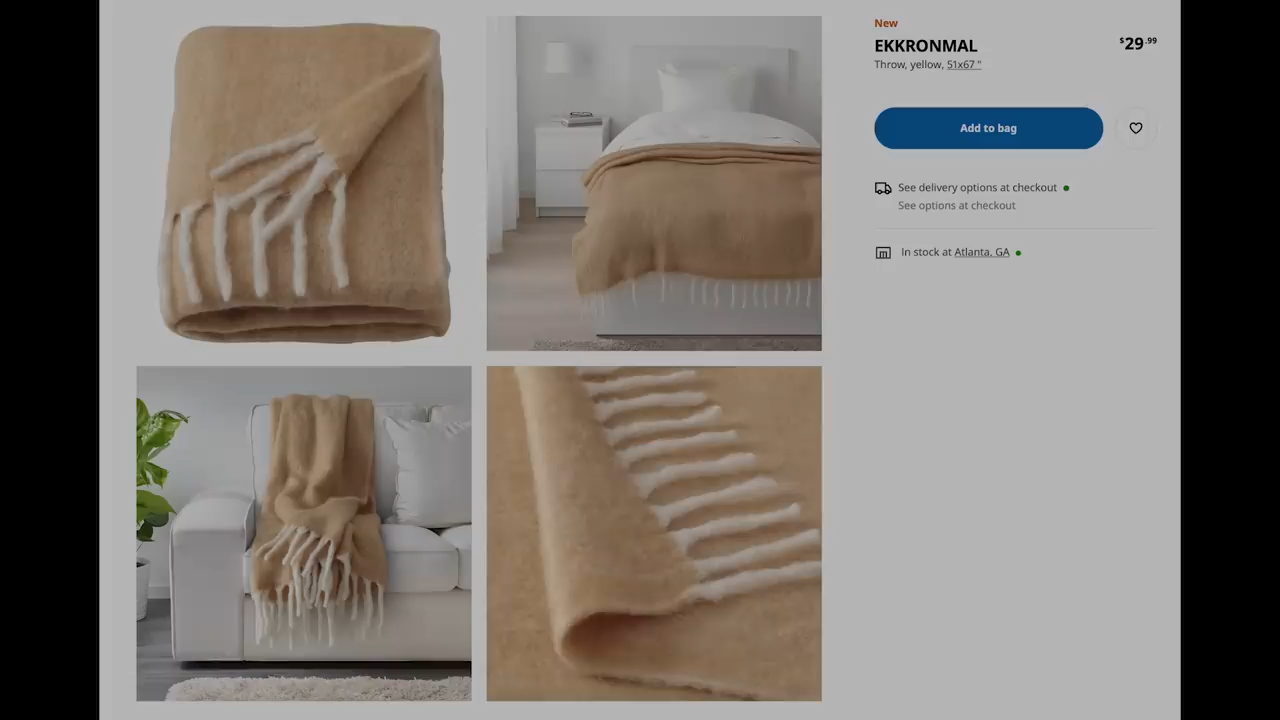 New
EKKRONMAL
$29.99
Throw, yellow, 51x67 "
Add to bag
See delivery options at checkout
See options at checkout
In stock at Atlanta, GA